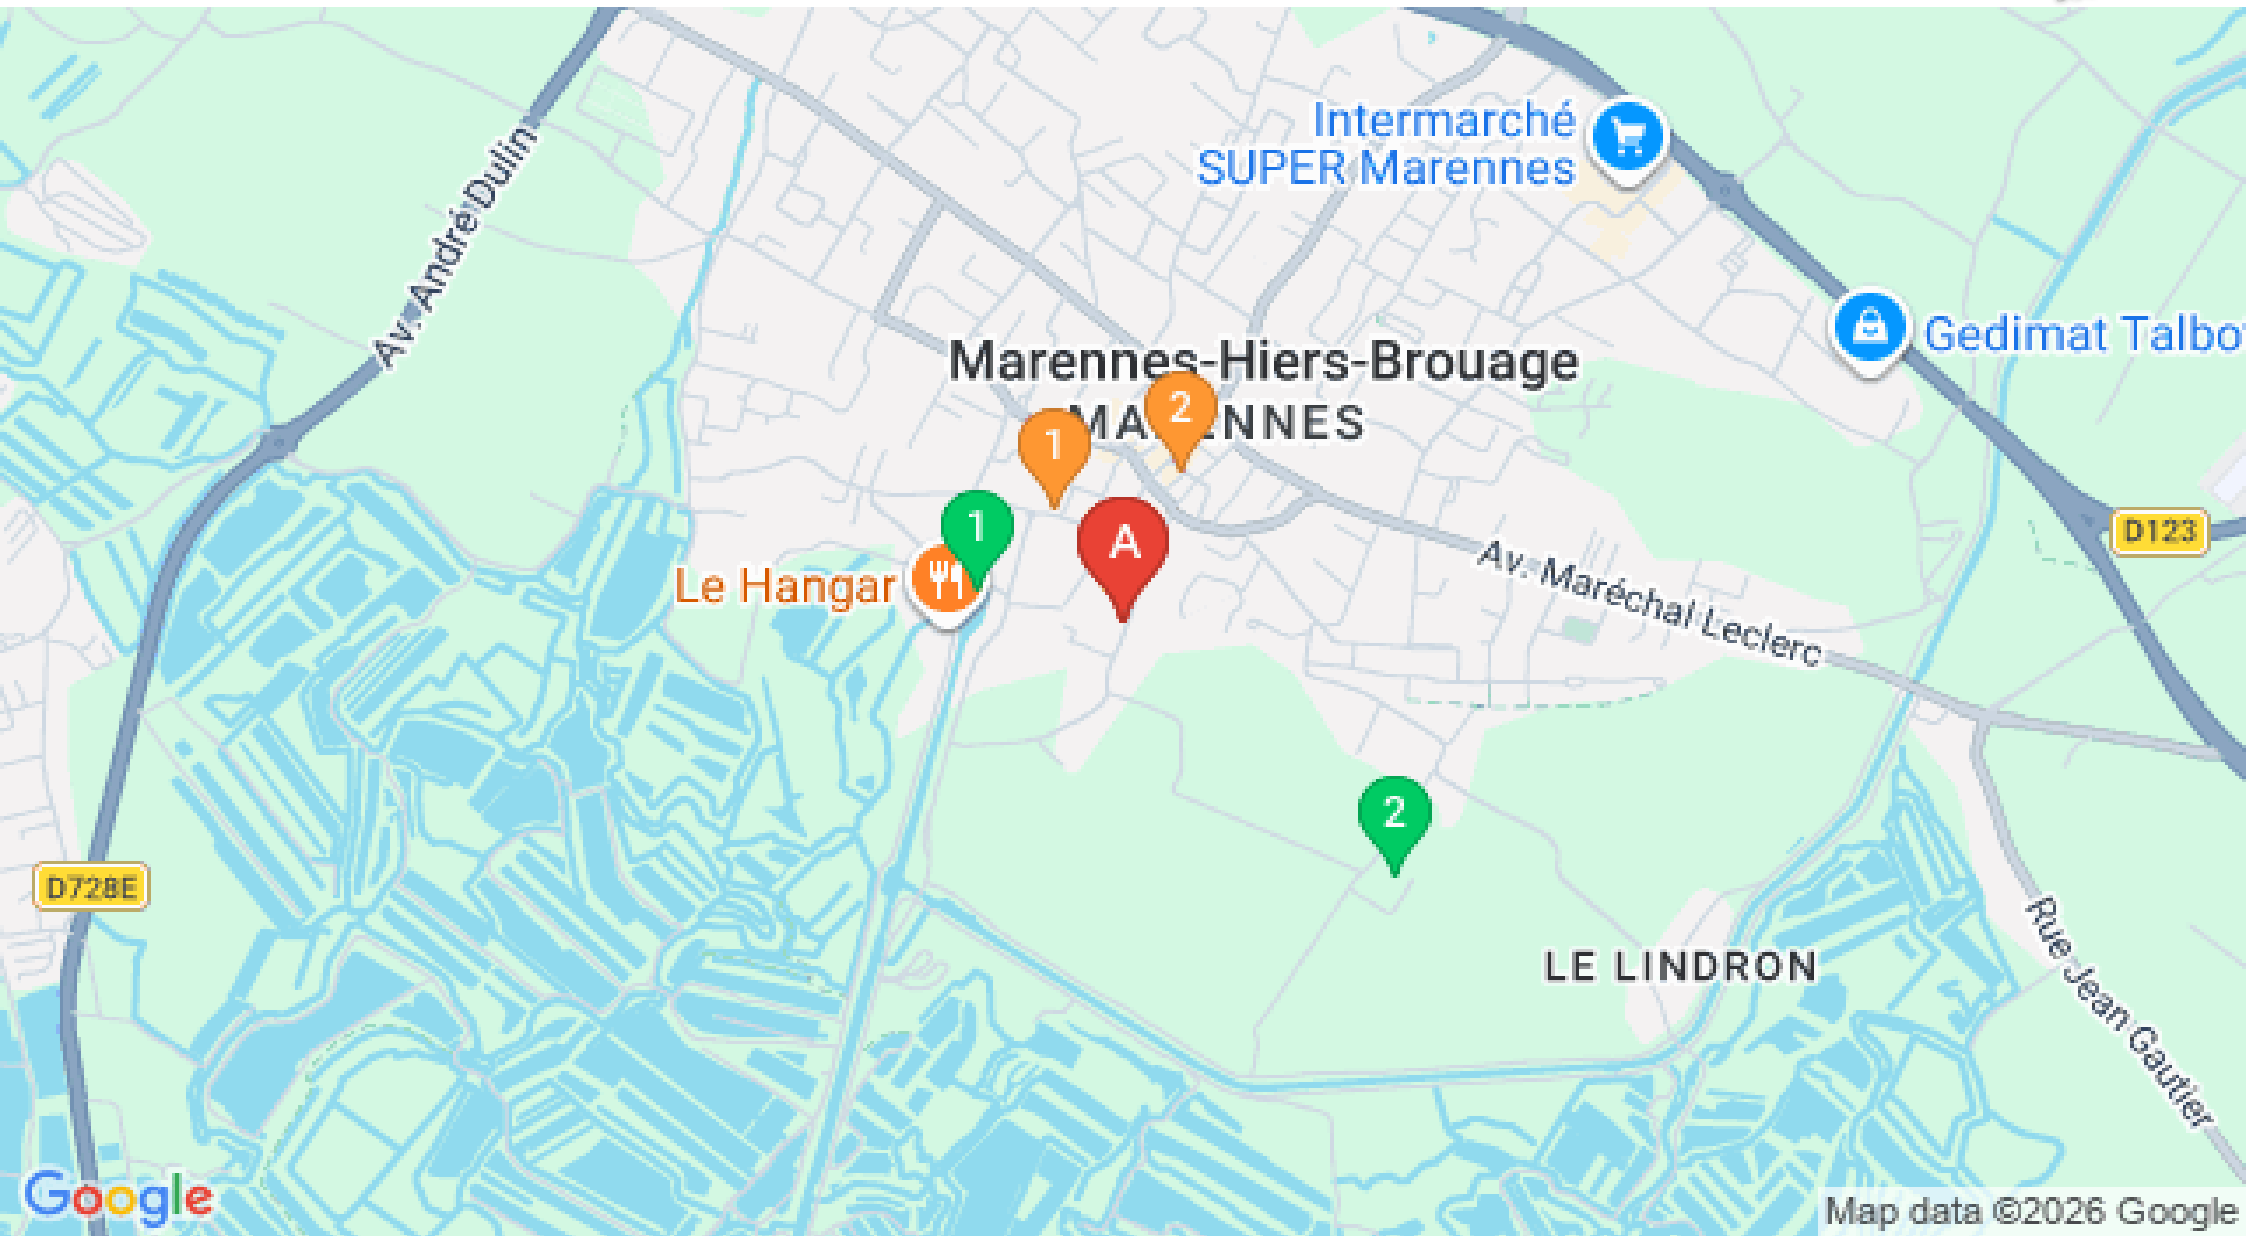 Intermarché
SUPER Marennes
Av. André Dulin
Gedimat Talbo
Marennes-Hiers-Brouage
2
MARENNES
1
1
A
D123
Le Hangar
Av. Maréchal Leclerc
2
D728E
LE LINDRON
Rue Jean Gautier
Google
Map data ©2026 Google